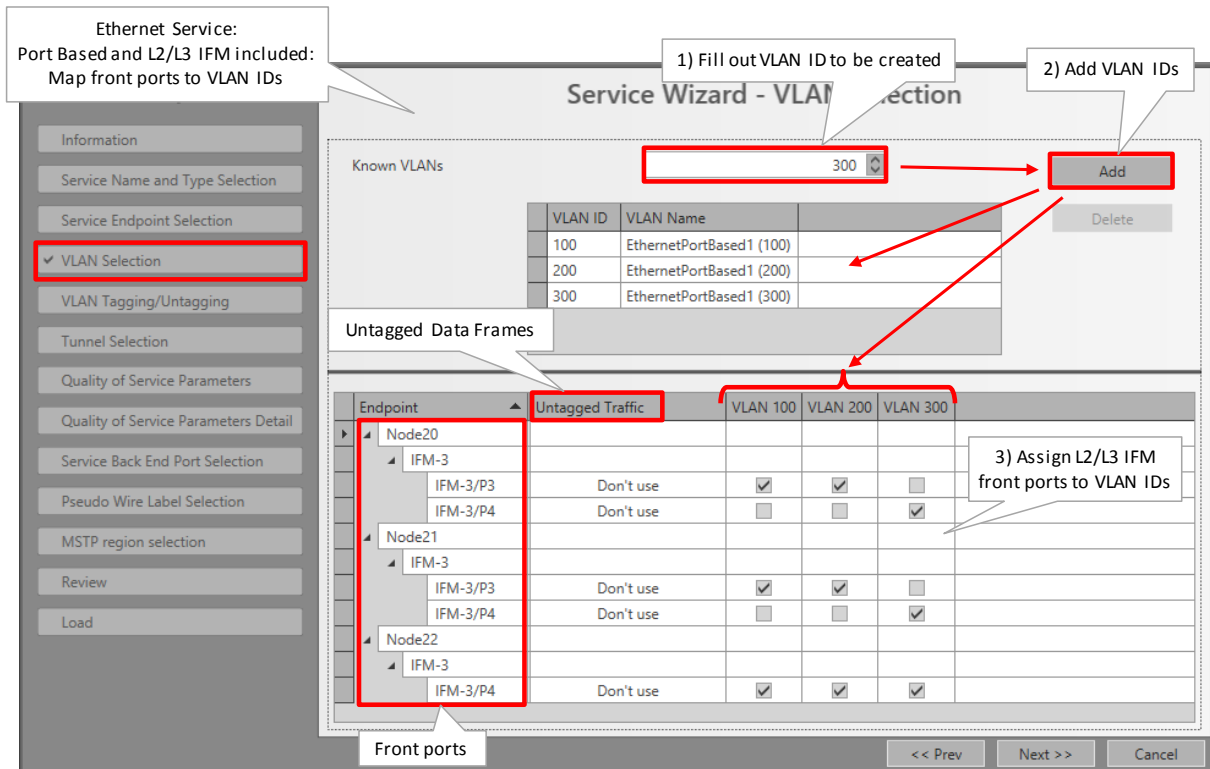 Ethernet Service:
Port Based and L2/L3 IFM included:
Map front ports to VLAN IDs
1) Fill out VLAN ID to be created
2) Add VLAN IDs
Service Wizard - VLAN ection
Information
Service Name and Type Selection
Service Endpoint Selection
VLAN Selection
VLAN Tagging/Untagging
Tunnel Selection
Quality of Service Parameters
Quality of Service Parameters Detail
Service Back End Port Selection
Pseudo Wire Label Selection
MSTP region selection
Review
Load
Known VLANs
300
Add
Delete
VLAN ID VLAN Name
100 EthernetPortBased1 (100)
200 EthernetPortBased1 (200)
300 EthernetPortBased1 (300)
Untagged Data Frames
Endpoint Untagged Traffic VLAN 100 VLAN 200 VLAN 300
Node20
IFM-3
IFM-3/P3 Don't use
IFM-3/P4 Don't use
Node21
IFM-3
IFM-3/P3 Don't use
IFM-3/P4 Don't use
Node22
IFM-3
IFM-3/P4 Don't use
3) Assign L2/L3 IFM
front ports to VLAN IDs
Front ports
<< Prev Next >> Cancel